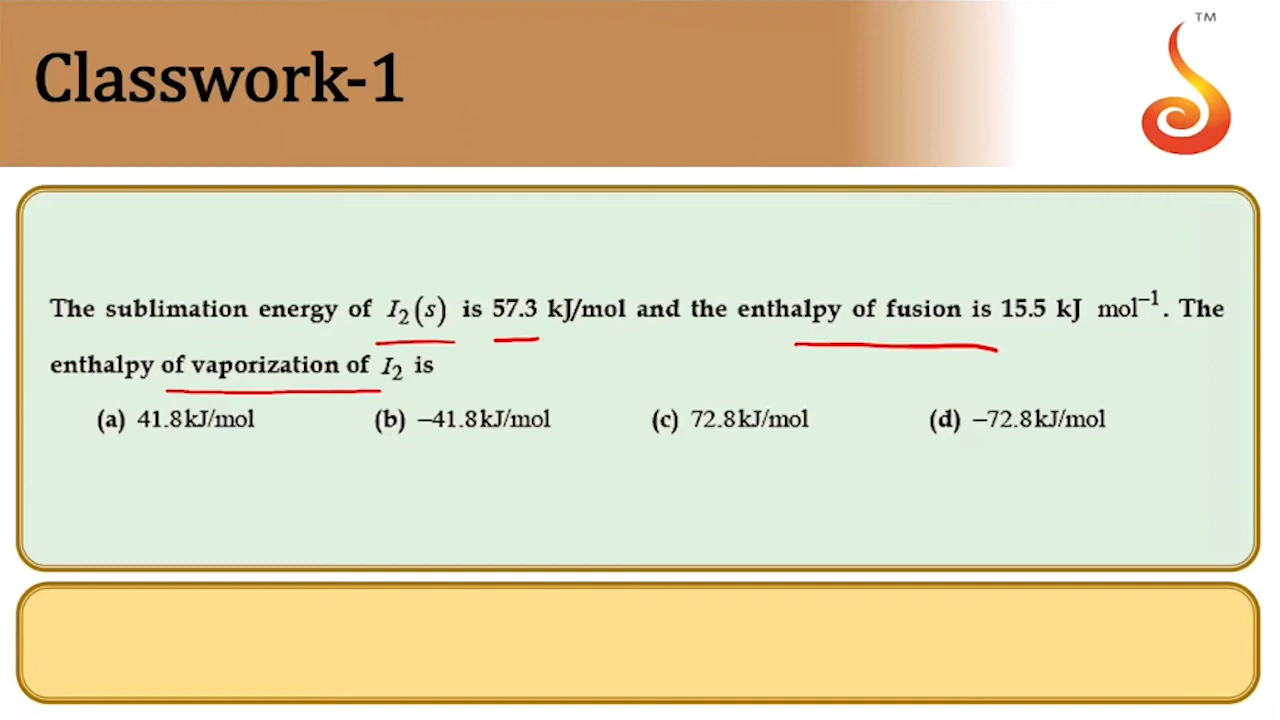 Classwork-1
TM
The sublimation energy of I₂(s) is 57.3 kJ/mol and the enthalpy of fusion is 15.5 kJ mol⁻¹. The
enthalpy of vaporization of I₂ is
(a) 41.8kJ/mol (b) –41.8kJ/mol (c) 72.8kJ/mol (d) –72.8kJ/mol